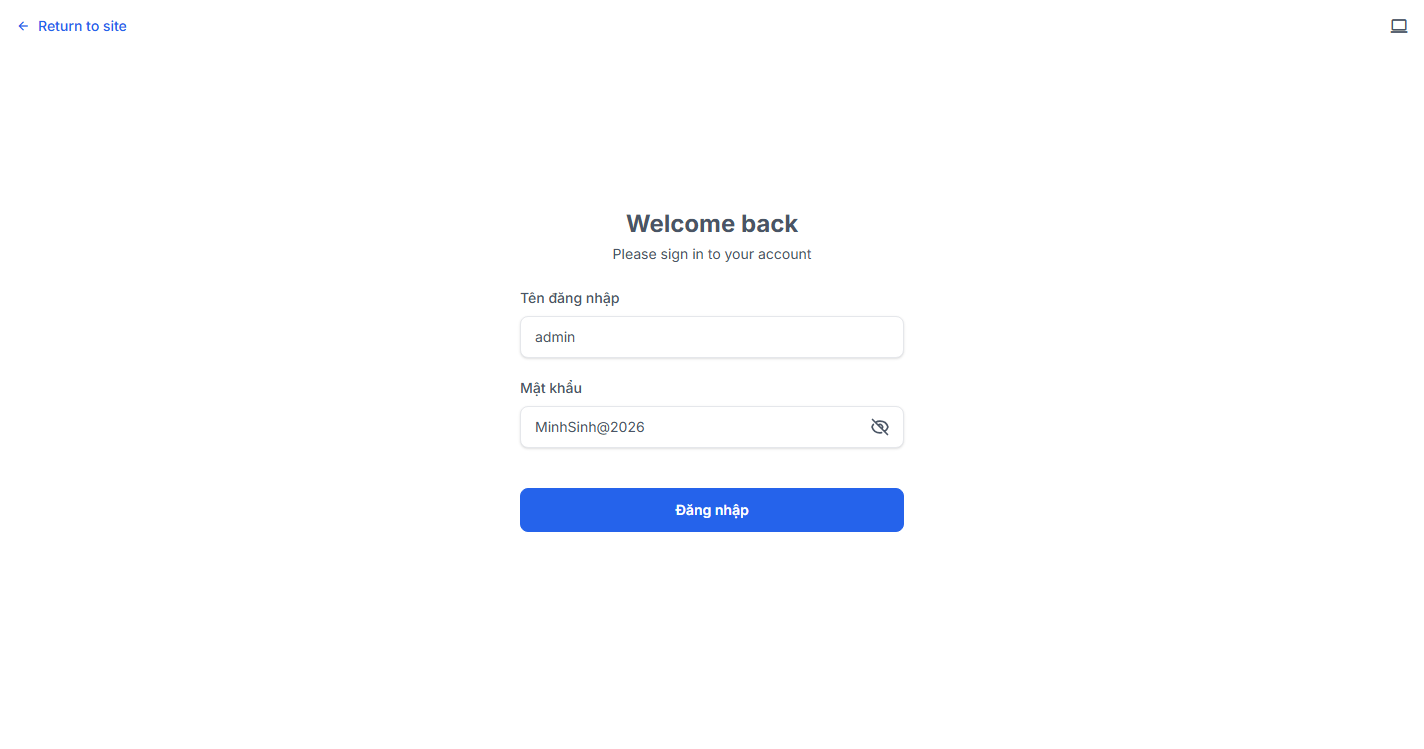 Return to site
Welcome back
Please sign in to your account
Tên đăng nhập
admin
Mật khẩu
MinhSinh@2026
Đăng nhập